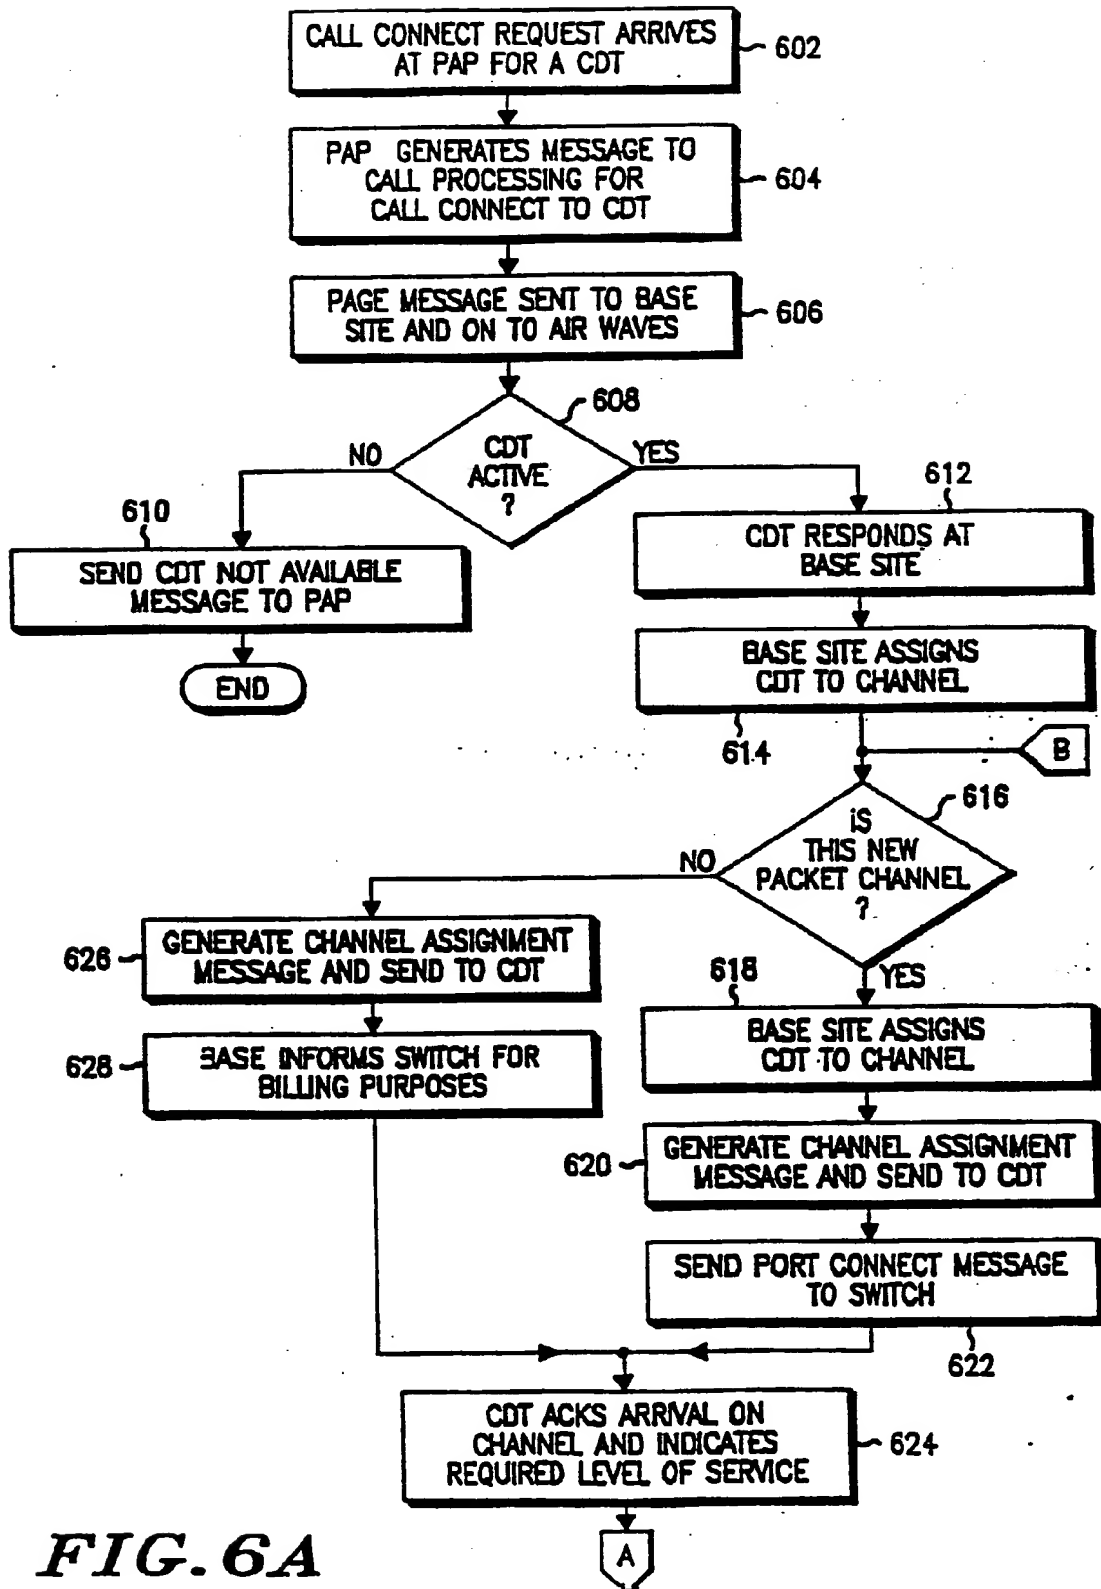 CALL CONNECT REQUEST ARRIVES
AT PAP FOR A CDT
602
PAP GENERATES MESSAGE TO
CALL PROCESSING FOR
CALL CONNECT TO CDT
604
PAGE MESSAGE SENT TO BASE
SITE AND ON TO AIR WAVES
606
608
CDT
ACTIVE
?
NO
YES
610
SEND CDT NOT AVAILABLE
MESSAGE TO PAP
END
612
CDT RESPONDS AT
BASE SITE
BASE SITE ASSIGNS
CDT TO CHANNEL
614
B
616
iS
THIS NEW
PACKET CHANNEL
?
NO
YES
626
GENERATE CHANNEL ASSIGNMENT
MESSAGE AND SEND TO CDT
628
BASE INFORMS SWITCH FOR
BILLING PURPOSES
618
BASE SITE ASSIGNS
CDT TO CHANNEL
620
GENERATE CHANNEL ASSIGNMENT
MESSAGE AND SEND TO CDT
SEND PORT CONNECT MESSAGE
TO SWITCH
622
CDT ACKS ARRIVAL ON
CHANNEL AND INDICATES
REQUIRED LEVEL OF SERVICE
624
A
FIG.6A